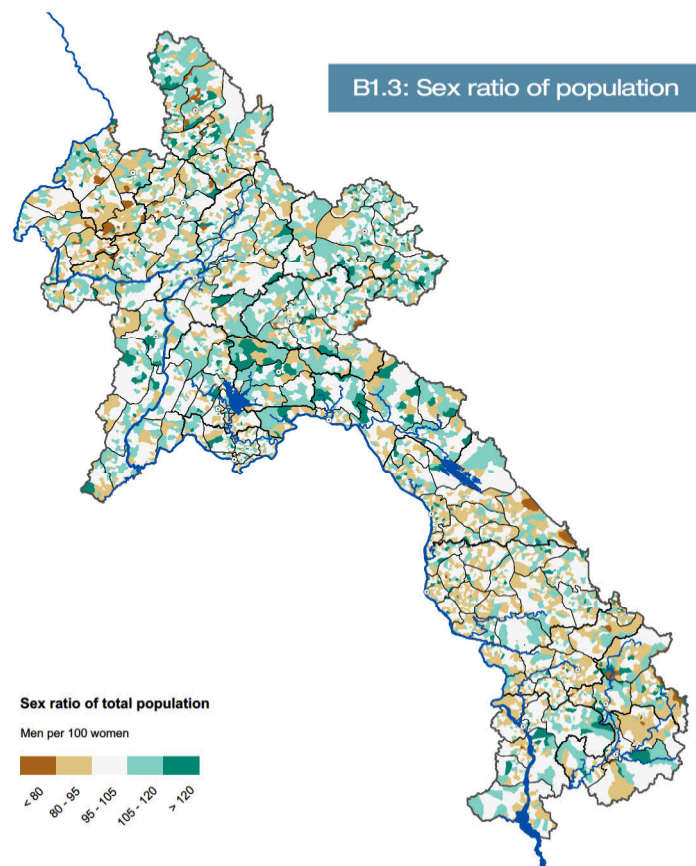 B1.3: Sex ratio of population
Sex ratio of total population
Men per 100 women
< 80
80 - 95
95 - 105
105 - 120
> 120